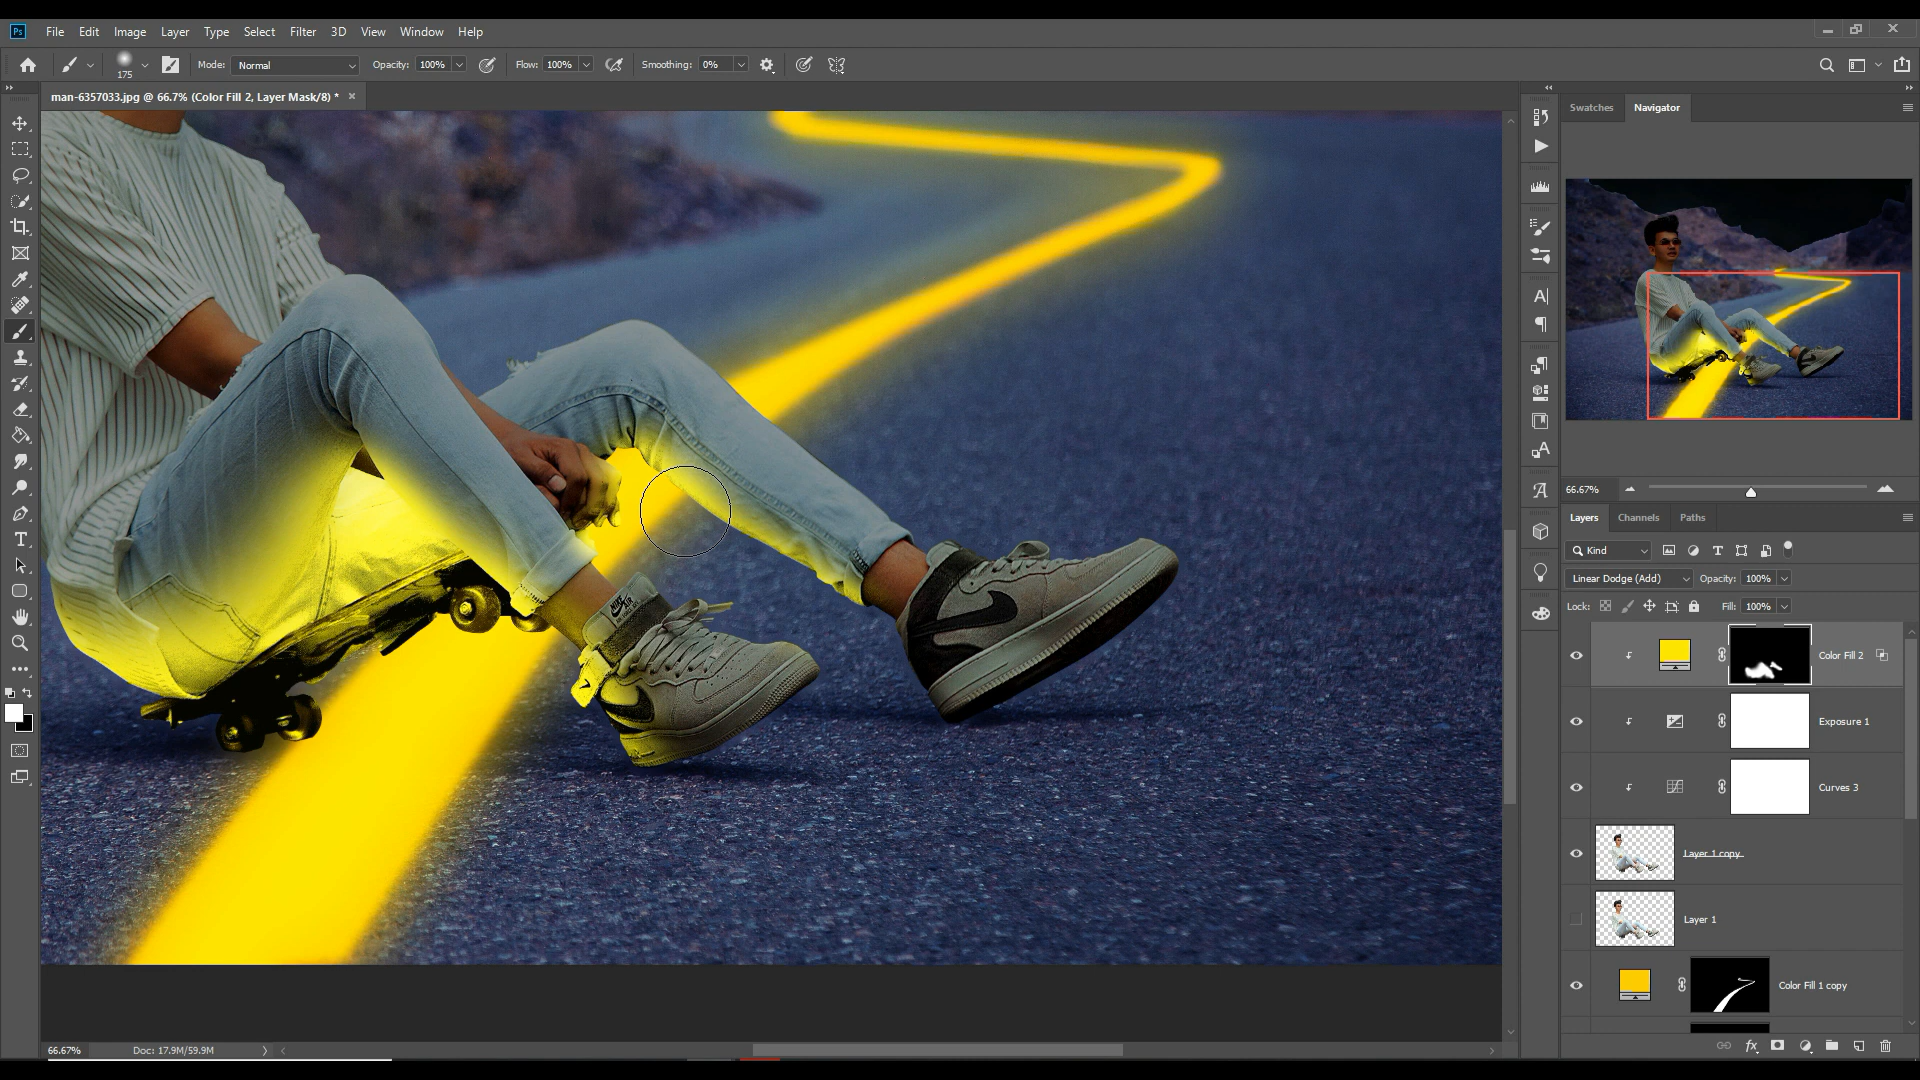 Ps File Edit Image Layer Type Select Filter 3D View Window Help
175 Mode: Normal Opacity: 100% Flow: 100% Smoothing: 0%
man-6357033.jpg @ 66.7% (Color Fill 2, Layer Mask/8) *
Swatches Navigator
66.67%
Layers Channels Paths
Kind
Linear Dodge (Add) Opacity: 100%
Lock: Fill: 100%
Color Fill 2
Exposure 1
Curves 3
Layer 1 copy
Layer 1
Color Fill 1 copy
NIKE
AIR
66.67% Doc: 17.9M/59.9M